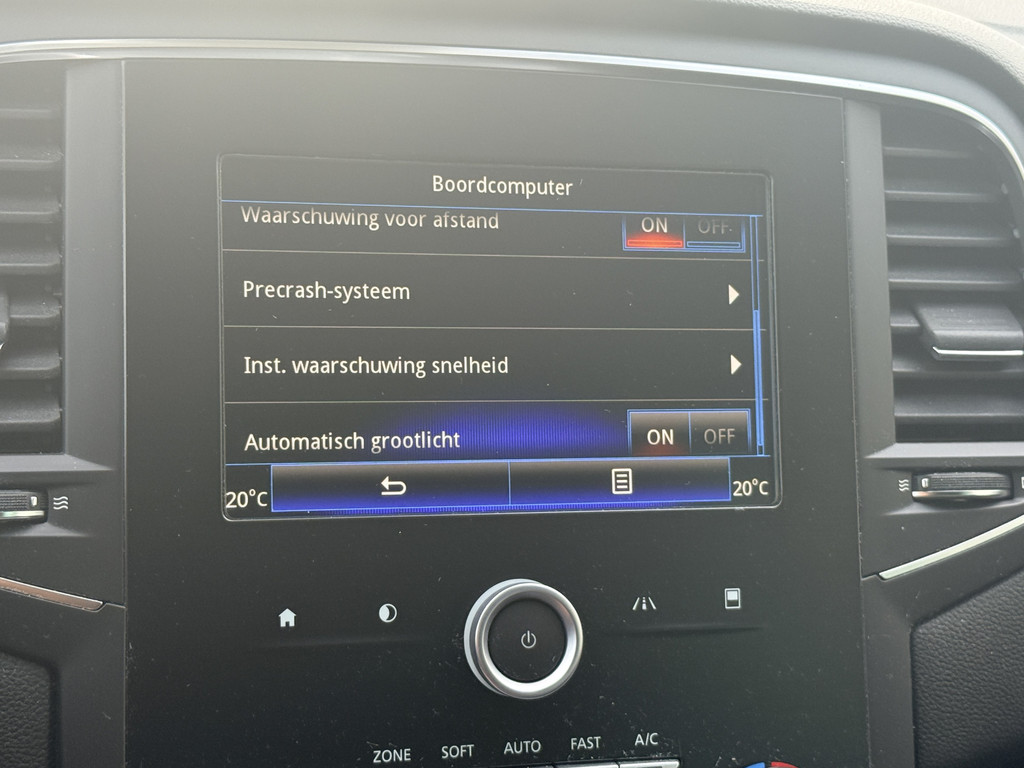 Boordcomputer
Waarschuwing voor afstand ON OFF
Precrash-systeem
Inst. waarschuwing snelheid
Automatisch grootlicht ON OFF
20°C 20°C
ZONE SOFT AUTO FAST A/C